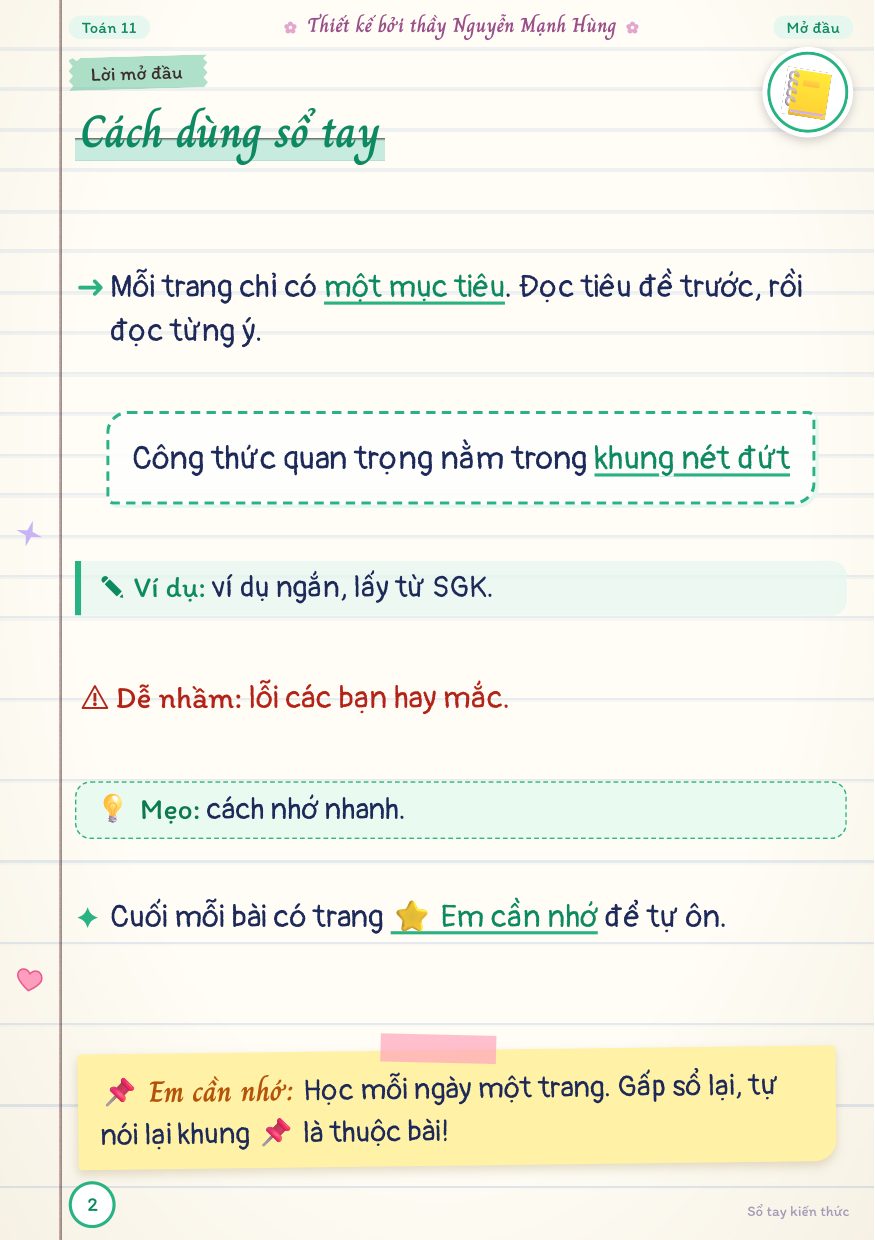 Toán 11
Thiết kế bởi thầy Nguyễn Mạnh Hùng
Mở đầu
Lời mở đầu
Cách dùng sổ tay
→ Mỗi trang chỉ có một mục tiêu. Đọc tiêu đề trước, rồi
đọc từng ý.
Công thức quan trọng nằm trong khung nét đứt
Ví dụ: ví dụ ngắn, lấy từ SGK.
⚠ Dễ nhầm: lỗi các bạn hay mắc.
💡 Mẹo: cách nhớ nhanh.
✦ Cuối mỗi bài có trang ⭐ Em cần nhớ để tự ôn.
📌 Em cần nhớ: Học mỗi ngày một trang. Gấp sổ lại, tự
nói lại khung 📌 là thuộc bài!
2
Sổ tay kiến thức